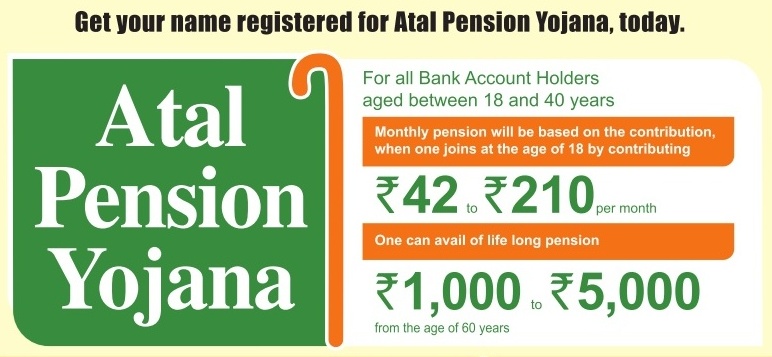 Get your name registered for Atal Pension Yojana, today.
Atal
Pension
Yojana
For all Bank Account Holders
aged between 18 and 40 years
Monthly pension will be based on the contribution,
when one joins at the age of 18 by contributing
₹42 to ₹210 per month
One can avail of life long pension
₹1,000 to ₹5,000
from the age of 60 years